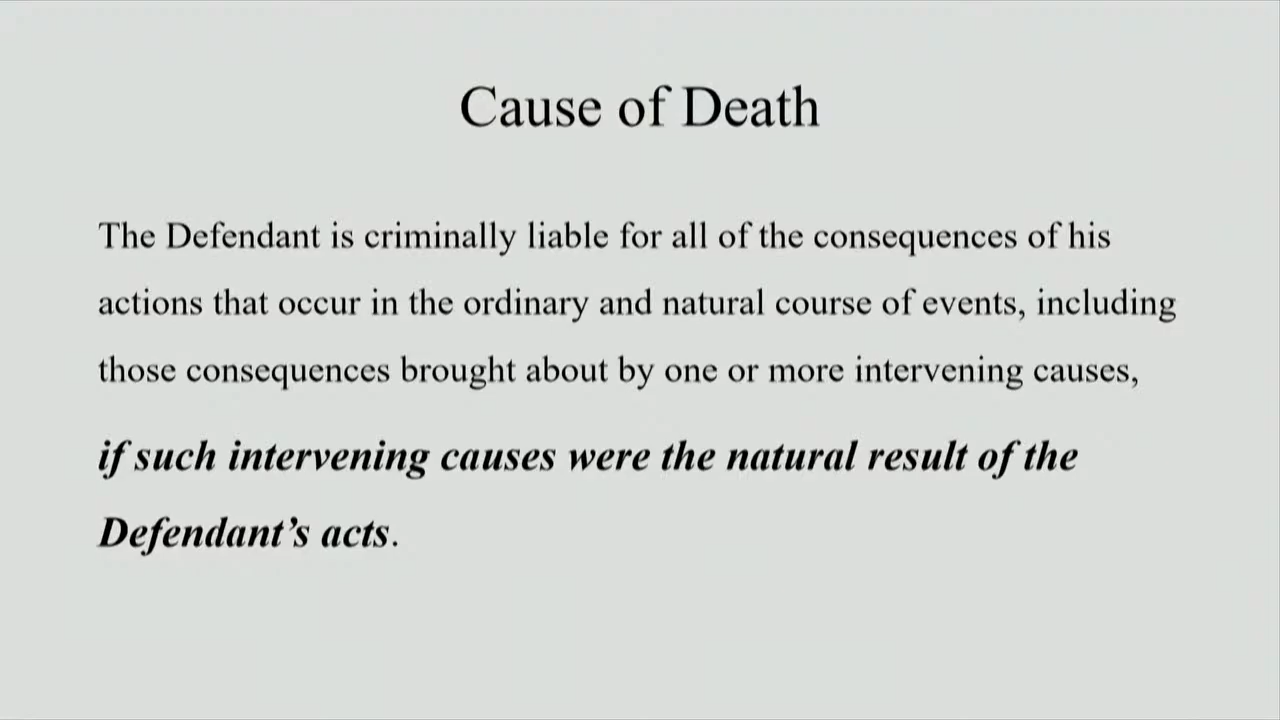 Cause of Death
The Defendant is criminally liable for all of the consequences of his
actions that occur in the ordinary and natural course of events, including
those consequences brought about by one or more intervening causes,
if such intervening causes were the natural result of the
Defendant’s acts.